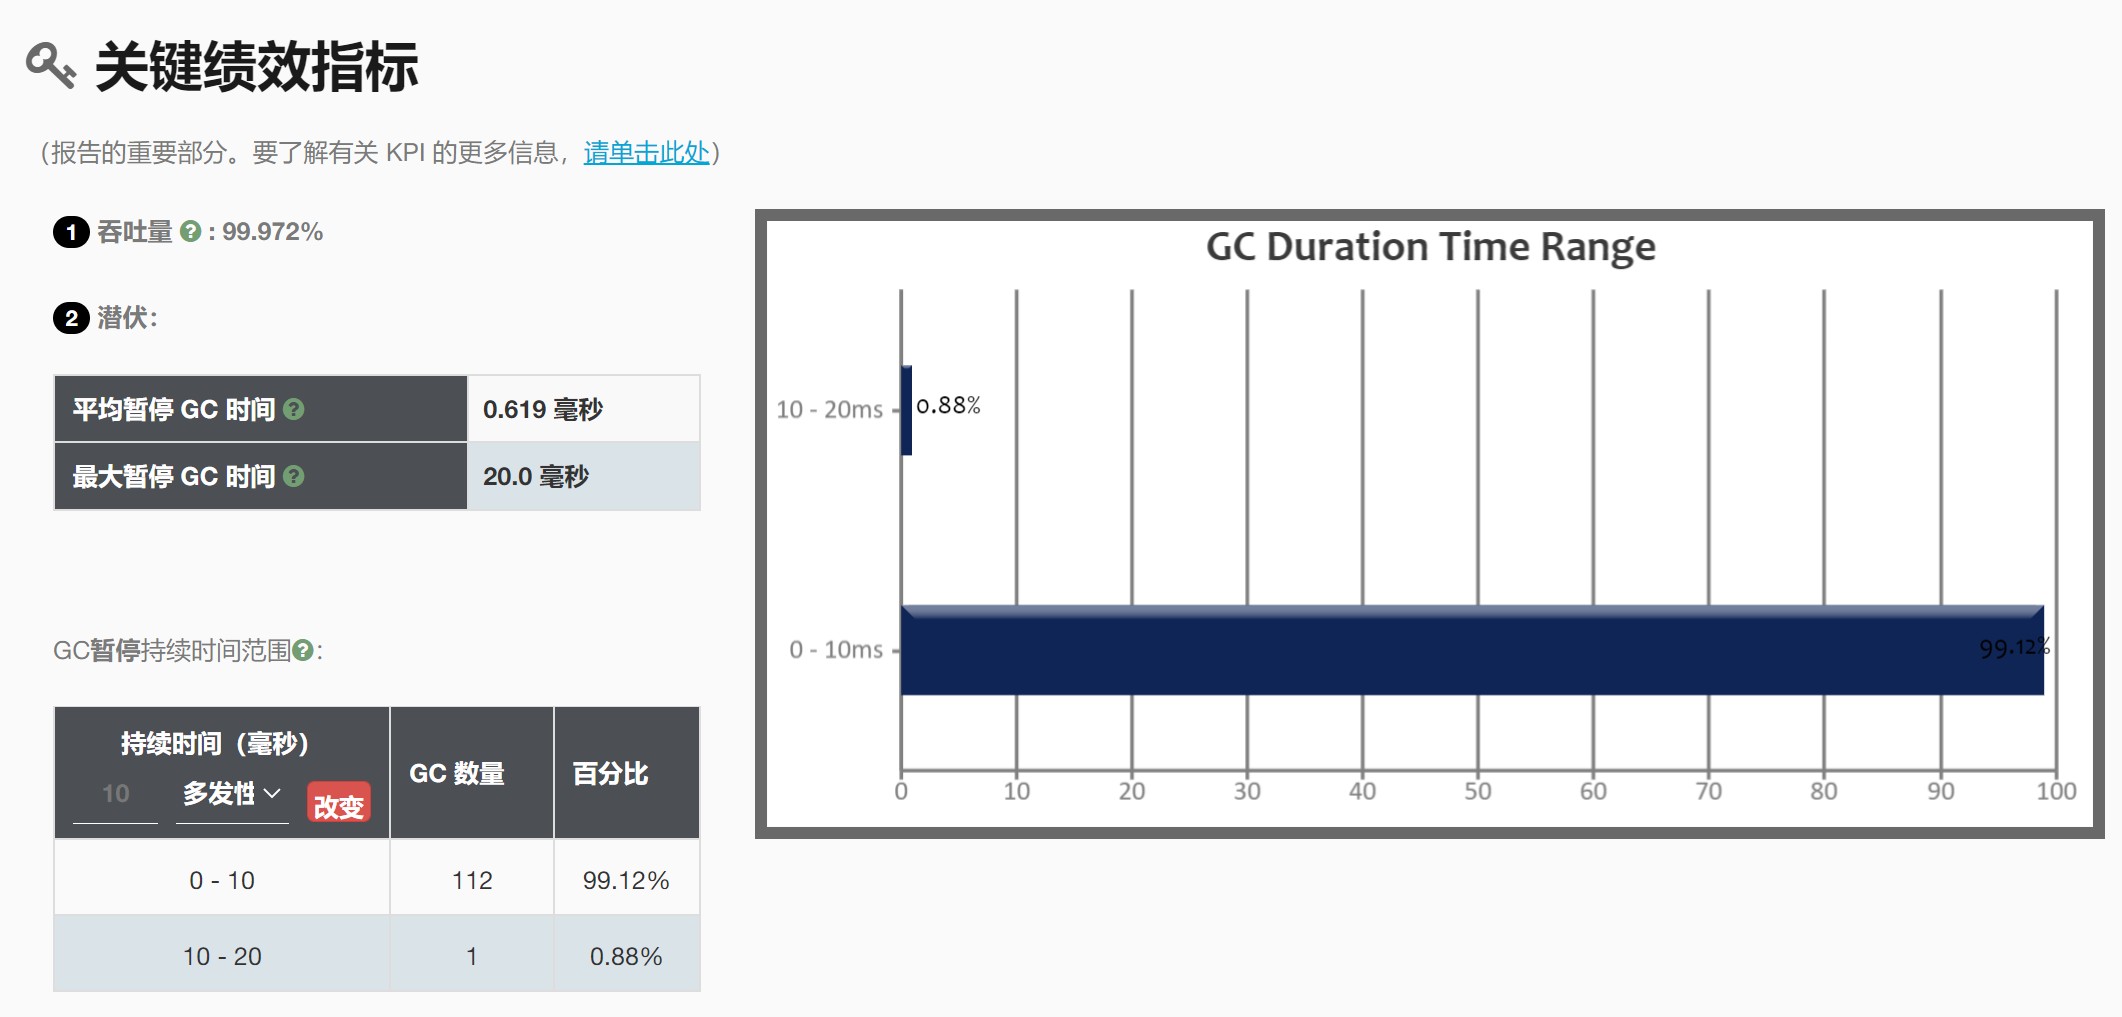 关键绩效指标
（报告的重要部分。要了解有关 KPI 的更多信息，请单击此处）
1 吞吐量 ? : 99.972%
2 潜伏：
平均暂停 GC 时间 ? 0.619 毫秒
最大暂停 GC 时间 ? 20.0 毫秒
GC暂停持续时间范围?:
持续时间（毫秒）
10 多发性 改变
GC 数量
百分比
0 - 10 112 99.12%
10 - 20 1 0.88%
GC Duration Time Range
10 - 20ms 0.88%
0 - 10ms 99.12%
0 10 20 30 40 50 60 70 80 90 100